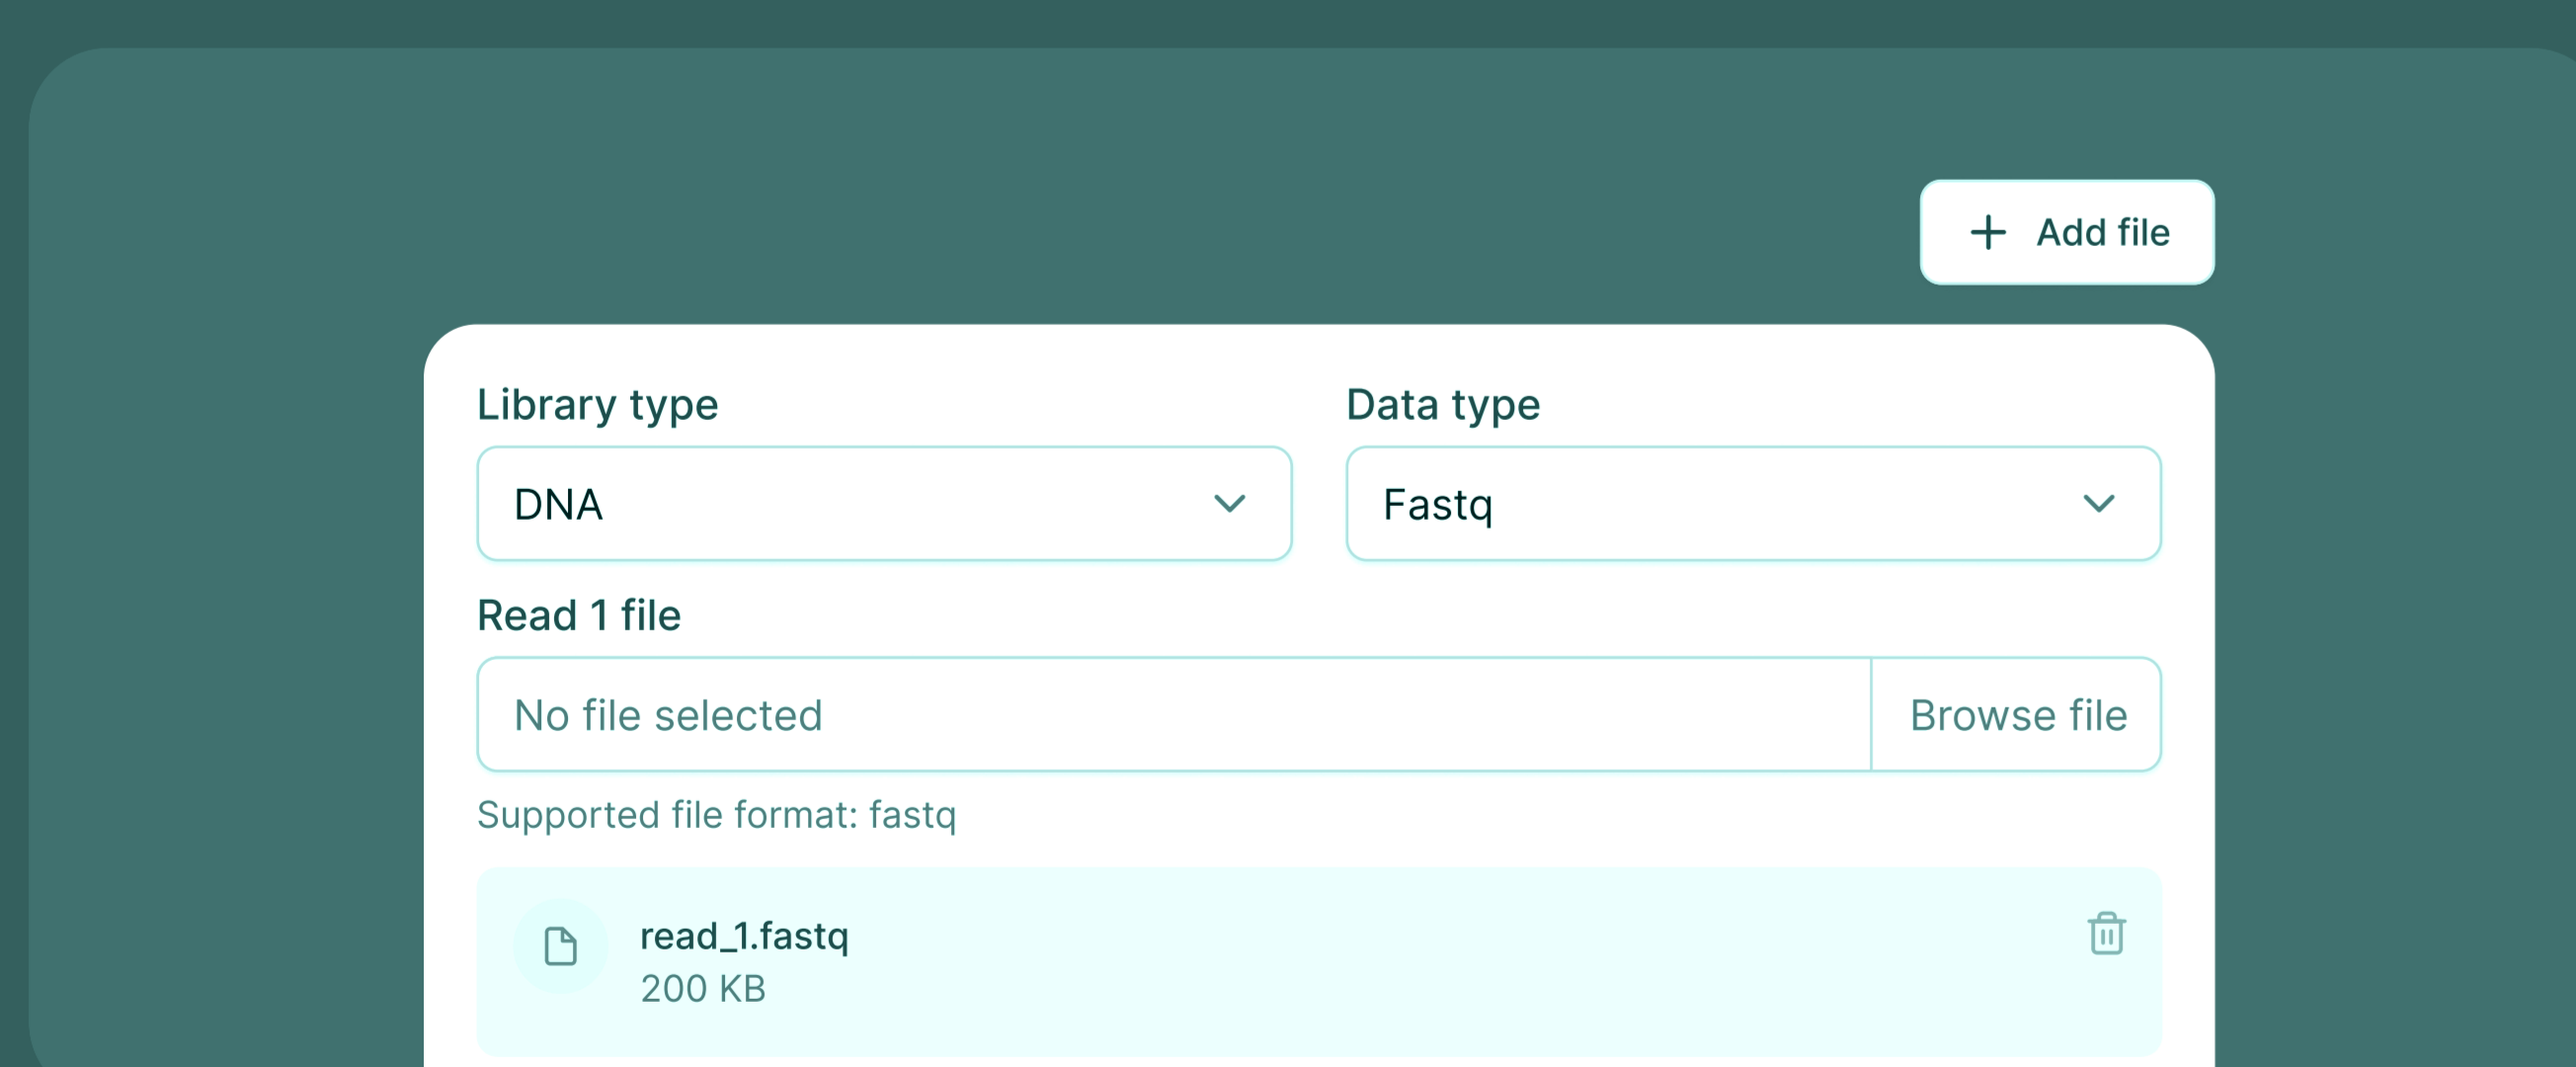 Add file
Library type
Data type
DNA
Fastq
Read 1 file
No file selected
Browse file
Supported file format: fastq
read_1.fastq
200 KB